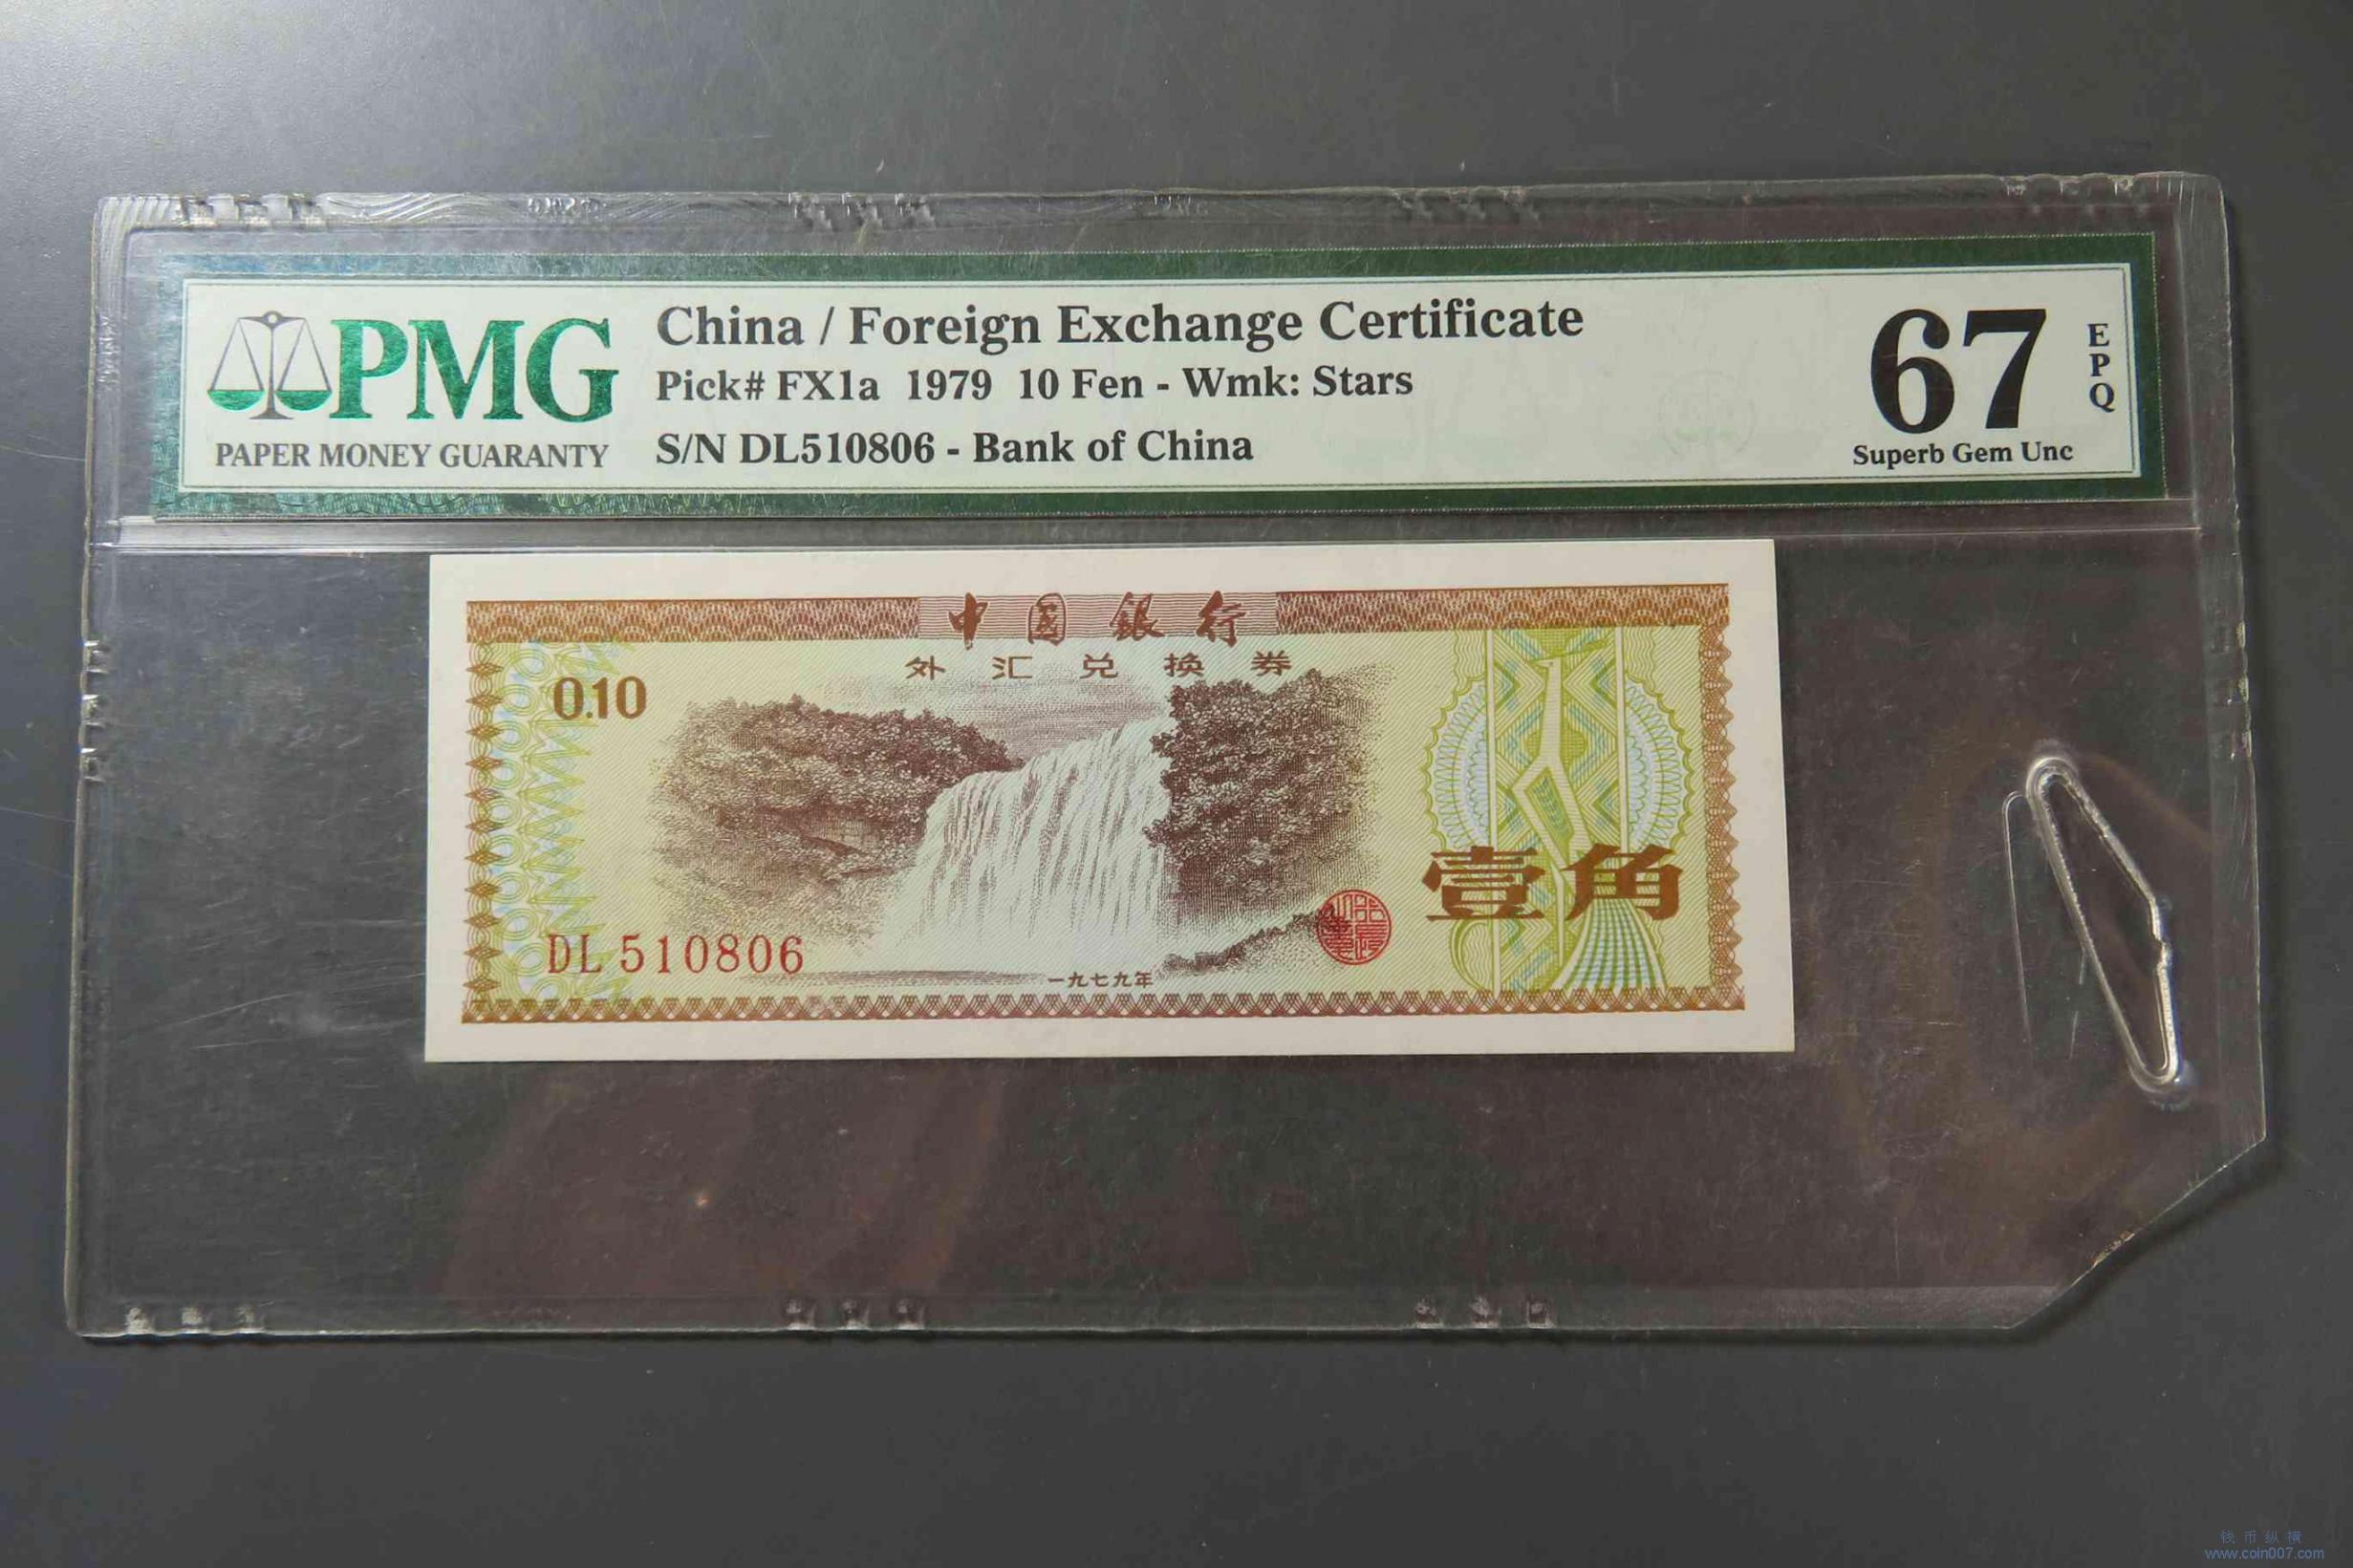 PMG
PAPER MONEY GUARANTY
China / Foreign Exchange Certificate
Pick# FX1a 1979 10 Fen - Wmk: Stars
S/N DL510806 - Bank of China
67
EPQ
Superb Gem Unc
中国銀行
外汇兑换券
0.10
壹角
DL 510806
一九七九年
钱币纵横
www.coin007.com